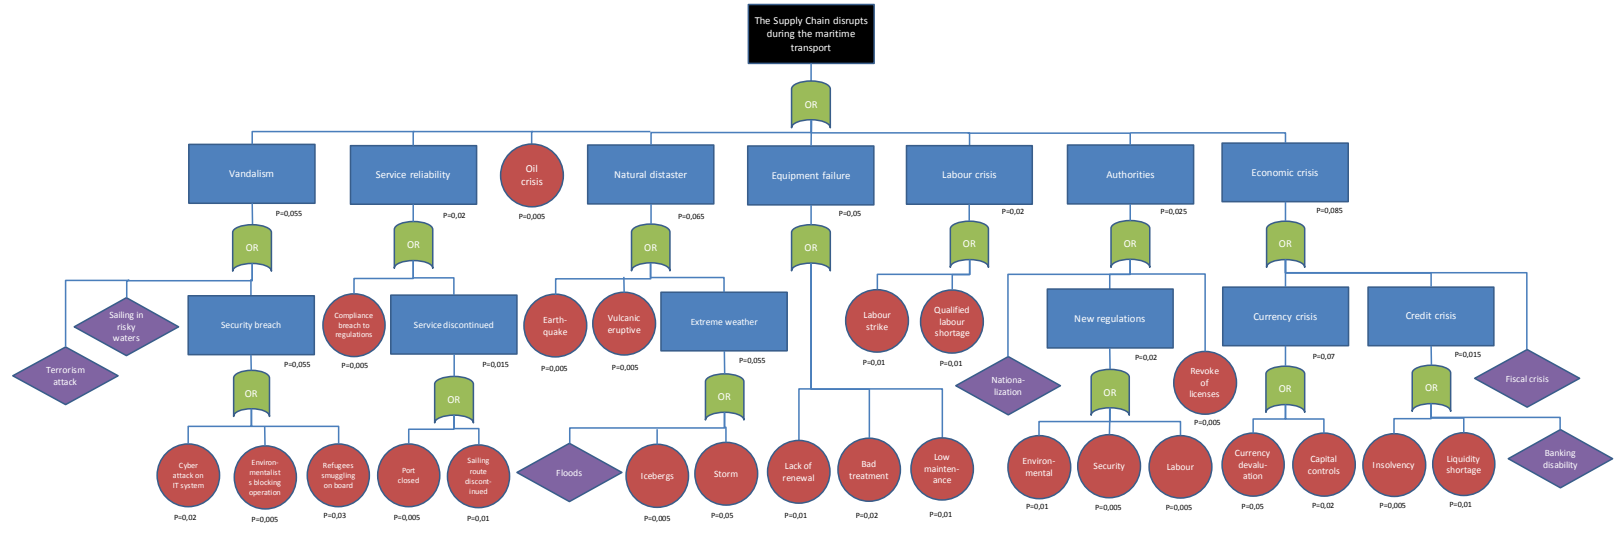 The Supply Chain disrupts
during the maritime
transport
OR
Vandalism
Service reliability
Oil
crisis
Natural distaster
Equipment failure
Labour crisis
Authorities
Economic crisis
P=0,055
P=0,02
P=0,005
P=0,065
P=0,05
P=0,02
P=0,025
P=0,085
OR
OR
OR
OR
OR
OR
OR
Sailing in
risky
waters
Security breach
Compliance
breach to
regulations
Service discontinued
Earth-
quake
Vulcanic
eruptive
Extreme weather
Labour
strike
Qualified
labour
shortage
New regulations
Currency crisis
Credit crisis
P=0,055
P=0,005
P=0,015
P=0,005
P=0,005
P=0,055
P=0,01
P=0,01
P=0,02
P=0,07
P=0,015
Terrorism
attack
Nationa-
lization
Revoke
of
licenses
P=0,005
Fiscal crisis
OR
OR
OR
OR
OR
OR
Cyber
attack on
IT system
Environ-
mentalist
s blocking
operation
Refugees
smuggling
on board
Port
closed
Sailing
route
discont-
inued
Floods
Icebergs
Storm
Lack of
renewal
Bad
treatment
Low
mainten-
ance
Environ-
mental
Security
Labour
Currency
devalu-
ation
Capital
controls
Insolvency
Liquidity
shortage
Banking
disability
P=0,02
P=0,005
P=0,03
P=0,005
P=0,01
P=0,005
P=0,05
P=0,01
P=0,02
P=0,01
P=0,01
P=0,005
P=0,005
P=0,05
P=0,02
P=0,005
P=0,01